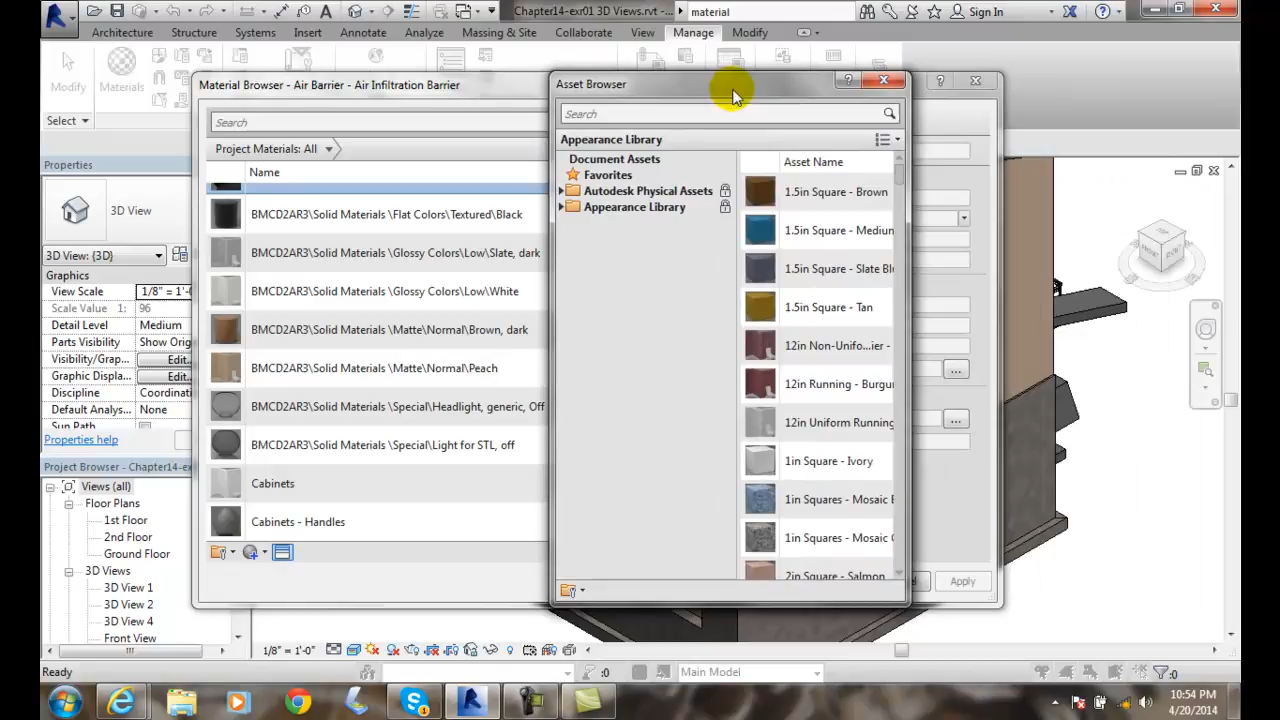 Chapter14-exr01 3D Views.rvt -...
material
Sign In
Architecture Structure Systems Insert Annotate Analyze Massing & Site Collaborate View Manage Modify
Modify
Materials
Select
Properties
3D View
3D View: {3D}
Graphics
View Scale 1/8" = 1'-0
Scale Value 1: 96
Detail Level Medium
Parts Visibility Show Orig
Visibility/Grap... Edit...
Graphic Displa... Edit...
Discipline Coordinati
Default Analys... None
Sun Path
Properties help
Project Browser - Chapter14-ex
Views (all)
Floor Plans
1st Floor
2nd Floor
Ground Floor
3D Views
3D View 1
3D View 2
3D View 4
Front View
Material Browser - Air Barrier - Air Infiltration Barrier
Search
Project Materials: All
Name
BMCD2AR3\Solid Materials \Flat Colors\Textured\Black
BMCD2AR3\Solid Materials \Glossy Colors\Low\Slate, dark
BMCD2AR3\Solid Materials \Glossy Colors\Low\White
BMCD2AR3\Solid Materials \Matte\Normal\Brown, dark
BMCD2AR3\Solid Materials \Matte\Normal\Peach
BMCD2AR3\Solid Materials \Special\Headlight, generic, Off
BMCD2AR3\Solid Materials \Special\Light for STL, off
Cabinets
Cabinets - Handles
Asset Browser
Search
Appearance Library
Document Assets
Favorites
Autodesk Physical Assets
Appearance Library
Asset Name
1.5in Square - Brown
1.5in Square - Medium
1.5in Square - Slate Bl
1.5in Square - Tan
12in Non-Unifo...ier -
12in Running - Burgu
12in Uniform Running
1in Square - Ivory
1in Squares - Mosaic B
1in Squares - Mosaic
2in Square - Salmon
Apply
1/8" = 1'-0"
Ready
:0
Main Model
:0
10:54 PM
4/20/2014